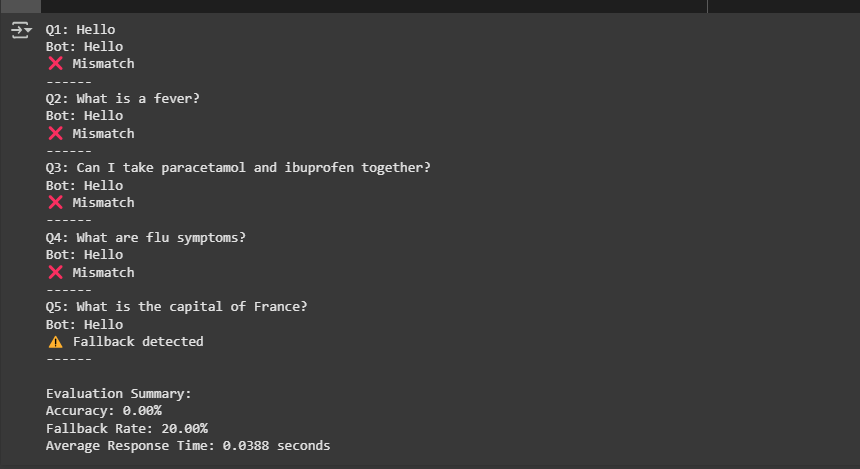 Q1: Hello
Bot: Hello
❌ Mismatch
------
Q2: What is a fever?
Bot: Hello
❌ Mismatch
------
Q3: Can I take paracetamol and ibuprofen together?
Bot: Hello
❌ Mismatch
------
Q4: What are flu symptoms?
Bot: Hello
❌ Mismatch
------
Q5: What is the capital of France?
Bot: Hello
⚠️ Fallback detected
------
Evaluation Summary:
Accuracy: 0.00%
Fallback Rate: 20.00%
Average Response Time: 0.0388 seconds